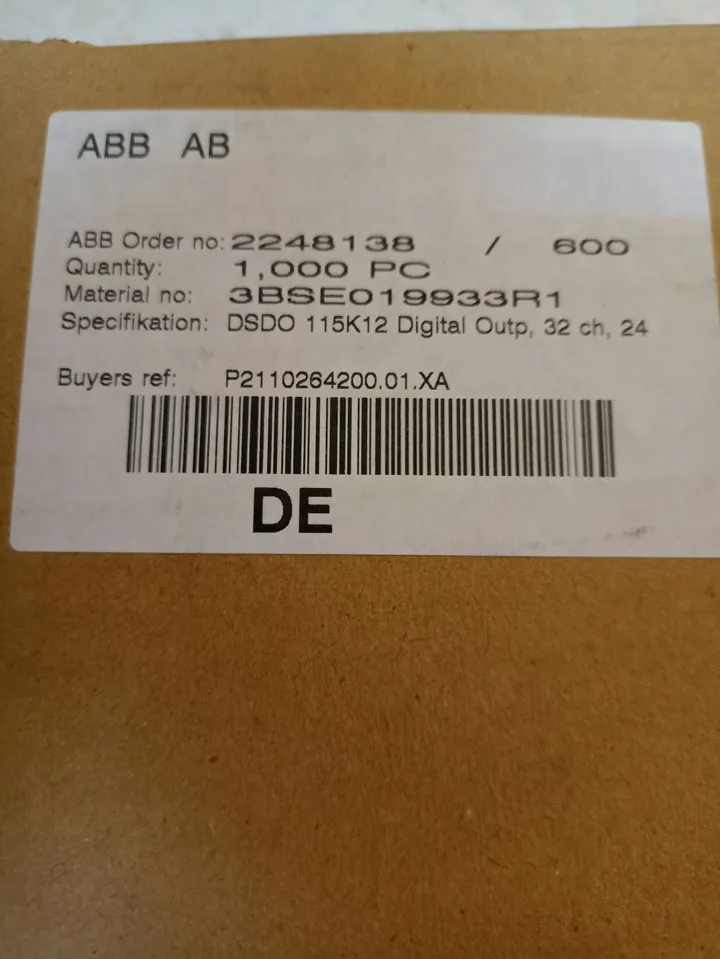 ABB AB
ABB Order no: 2248138 / 600
Quantity: 1,000 PC
Material no: 3BSE019933R1
Specifikation: DSDO 115K12 Digital Outp, 32 ch, 24
Buyers ref: P2110264200.01.XA
DE